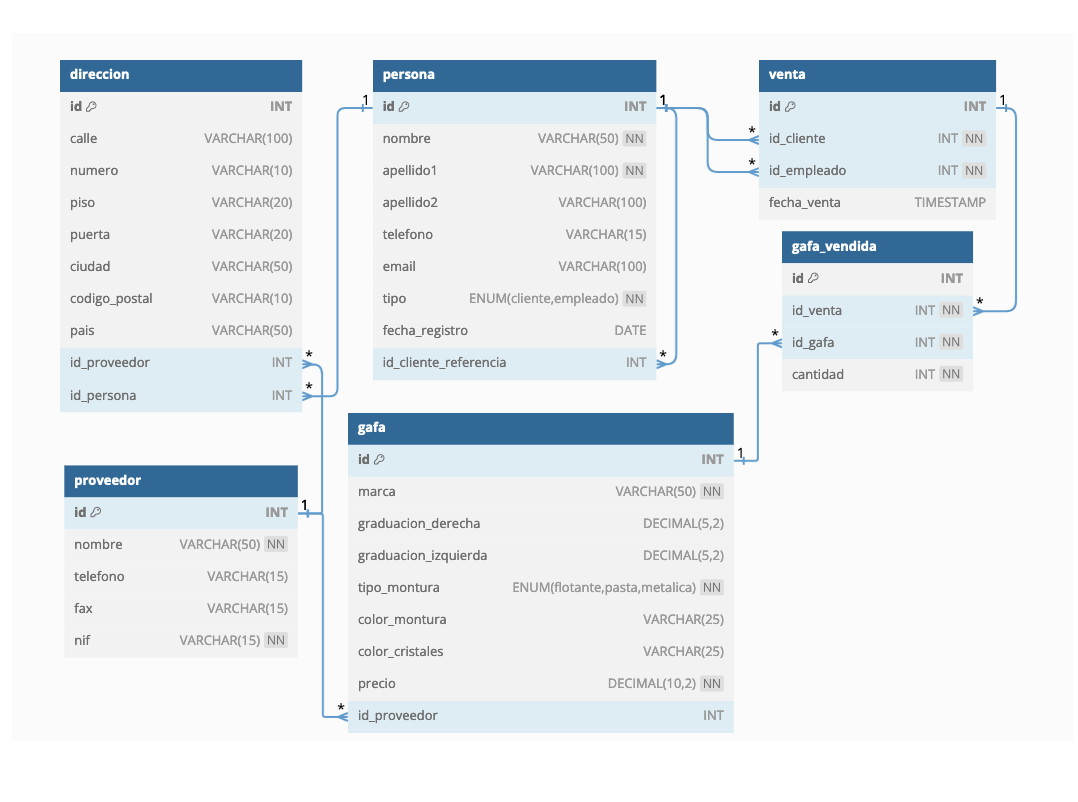 direccion
id INT
calle VARCHAR(100)
numero VARCHAR(10)
piso VARCHAR(20)
puerta VARCHAR(20)
ciudad VARCHAR(50)
codigo_postal VARCHAR(10)
pais VARCHAR(50)
id_proveedor INT *
id_persona INT *
persona
1 id INT 1
nombre VARCHAR(50) NN
apellido1 VARCHAR(100) NN
apellido2 VARCHAR(100)
telefono VARCHAR(15)
email VARCHAR(100)
tipo ENUM(cliente,empleado) NN
fecha_registro DATE
id_cliente_referencia INT *
venta
id INT 1
* id_cliente INT NN
* id_empleado INT NN
fecha_venta TIMESTAMP
gafa_vendida
id INT
id_venta INT NN *
* id_gafa INT NN
cantidad INT NN
proveedor
id INT 1
nombre VARCHAR(50) NN
telefono VARCHAR(15)
fax VARCHAR(15)
nif VARCHAR(15) NN
gafa
id INT 1
marca VARCHAR(50) NN
graduacion_derecha DECIMAL(5,2)
graduacion_izquierda DECIMAL(5,2)
tipo_montura ENUM(flotante,pasta,metalica) NN
color_montura VARCHAR(25)
color_cristales VARCHAR(25)
precio DECIMAL(10,2) NN
* id_proveedor INT